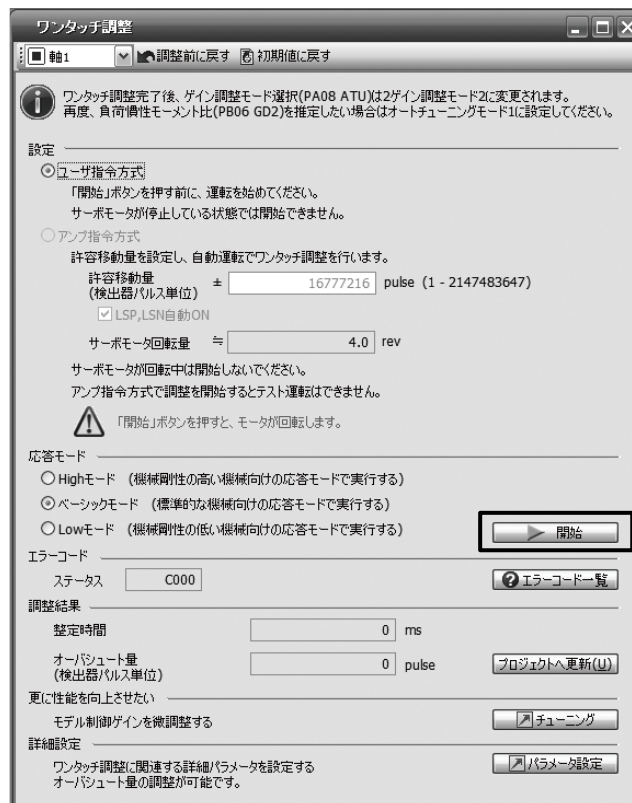 ワンタッチ調整
軸1 調整前に戻す 初期値に戻す
ワンタッチ調整完了後、ゲイン調整モード選択(PA08 ATU)は2ゲイン調整モード2に変更されます。
再度、負荷慣性モーメント比(PB06 GD2)を推定したい場合はオートチューニングモード1に設定してください。
設定
ユーザ指令方式
「開始」ボタンを押す前に、運転を始めてください。
サーボモータが停止している状態では開始できません。
アンプ指令方式
許容移動量を設定し、自動運転でワンタッチ調整を行います。
許容移動量 ± 16777216 pulse (1 - 2147483647)
(検出器パルス単位)
LSP,LSN自動ON
サーボモータ回転量 ≒ 4.0 rev
サーボモータが回転中は開始しないでください。
アンプ指令方式で調整を開始するとテスト運転はできません。
「開始」ボタンを押すと、モータが回転します。
応答モード
Highモード (機械剛性の高い機械向けの応答モードで実行する)
ベーシックモード (標準的な機械向けの応答モードで実行する)
Lowモード (機械剛性の低い機械向けの応答モードで実行する)
開始
エラーコード
ステータス C000 エラーコード一覧
調整結果
整定時間 0 ms
オーバシュート量 0 pulse プロジェクトへ更新(U)
(検出器パルス単位)
更に性能を向上させたい
モデル制御ゲインを微調整する チューニング
詳細設定
ワンタッチ調整に関連する詳細パラメータを設定する パラメータ設定
オーバシュート量の調整が可能です。